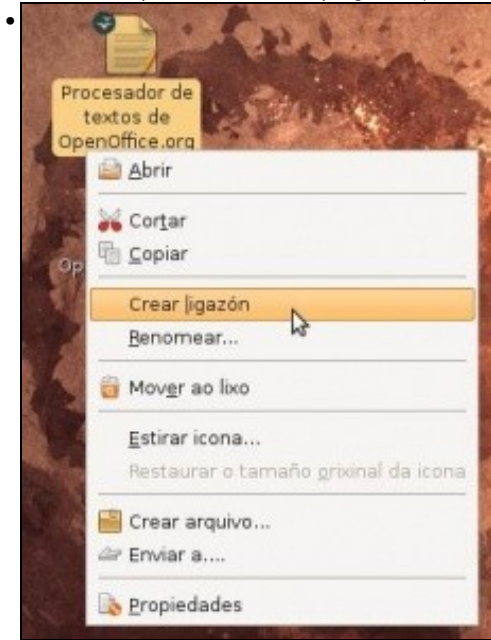 Procesador de
textos de
OpenOffice.org
Abrir
Cortar
Copiar
Op
Crear ligazón
Renomear...
Mover ao lixo
Estirar icona...
Restaurar o tamaño orixinal da icona
Crear arquivo...
Enviar a....
Propiedades